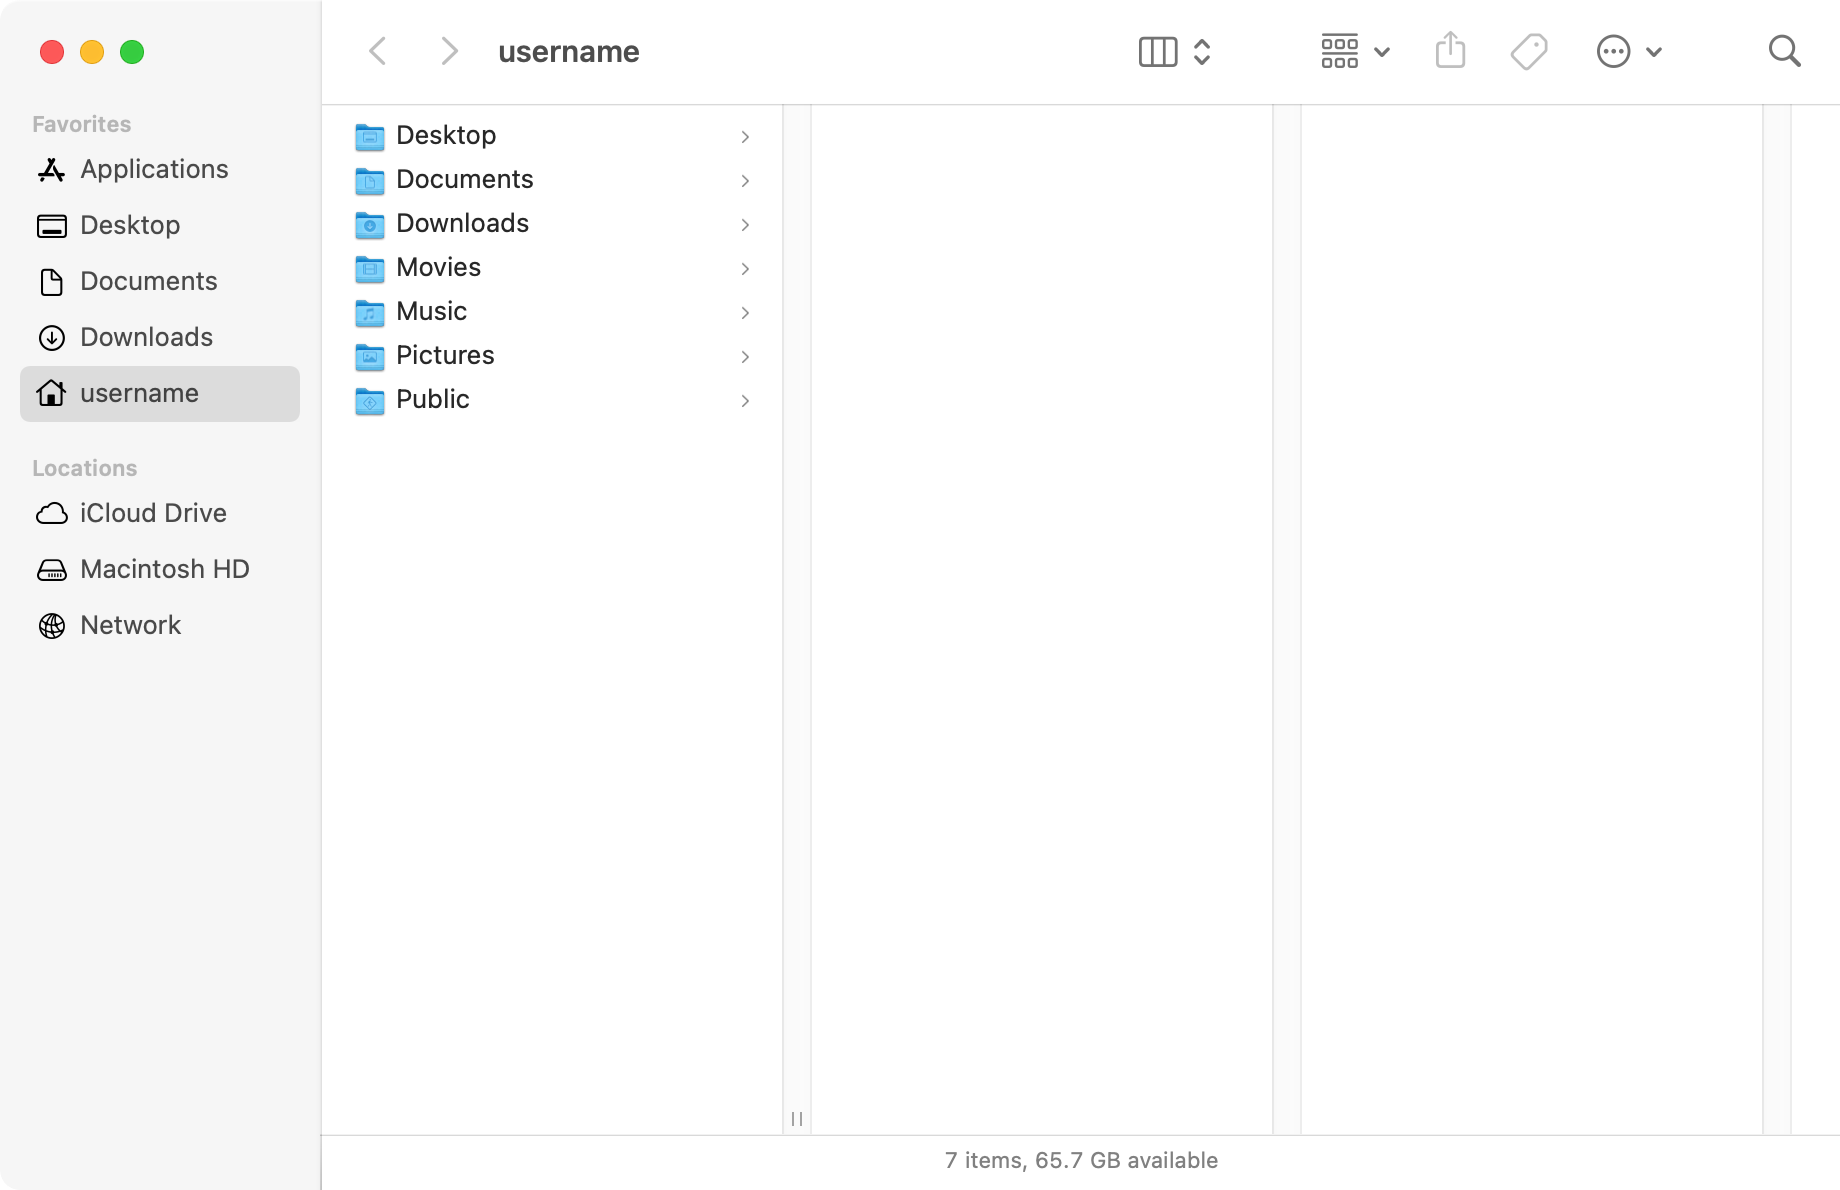 username
Favorites
Applications
Desktop
Documents
Downloads
username
Locations
iCloud Drive
Macintosh HD
Network
Desktop
Documents
Downloads
Movies
Music
Pictures
Public
7 items, 65.7 GB available